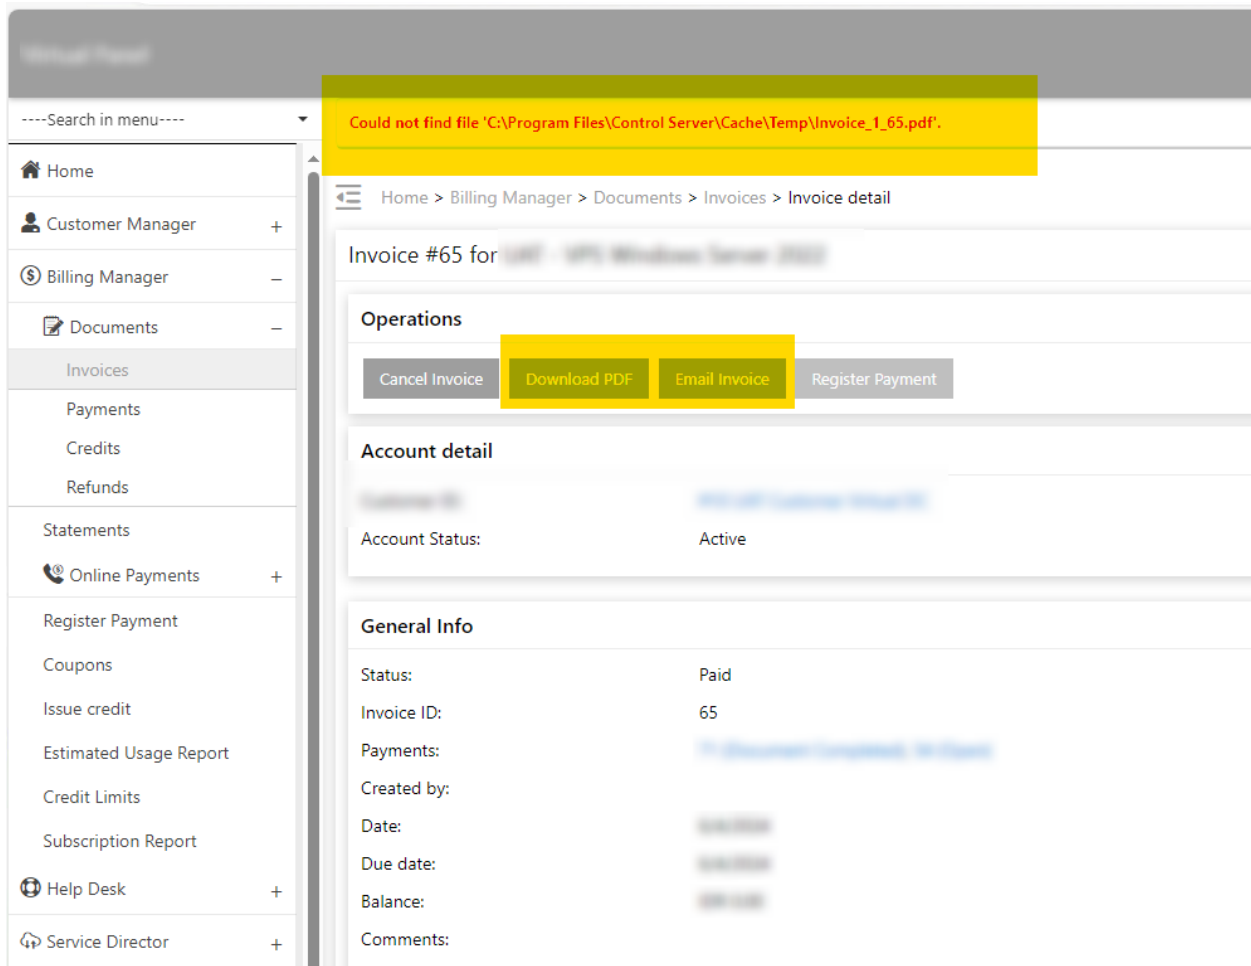 ----Search in menu----
Could not find file 'C:\Program Files\Control Server\Cache\Temp\Invoice_1_65.pdf'.
Home
Customer Manager +
Billing Manager −
Documents −
Invoices
Payments
Credits
Refunds
Statements
Online Payments +
Register Payment
Coupons
Issue credit
Estimated Usage Report
Credit Limits
Subscription Report
Help Desk +
Service Director +
Home > Billing Manager > Documents > Invoices > Invoice detail
Invoice #65 for
Operations
Cancel Invoice Download PDF Email Invoice Register Payment
Account detail
Account Status: Active
General Info
Status: Paid
Invoice ID: 65
Payments:
Created by:
Date:
Due date:
Balance:
Comments: